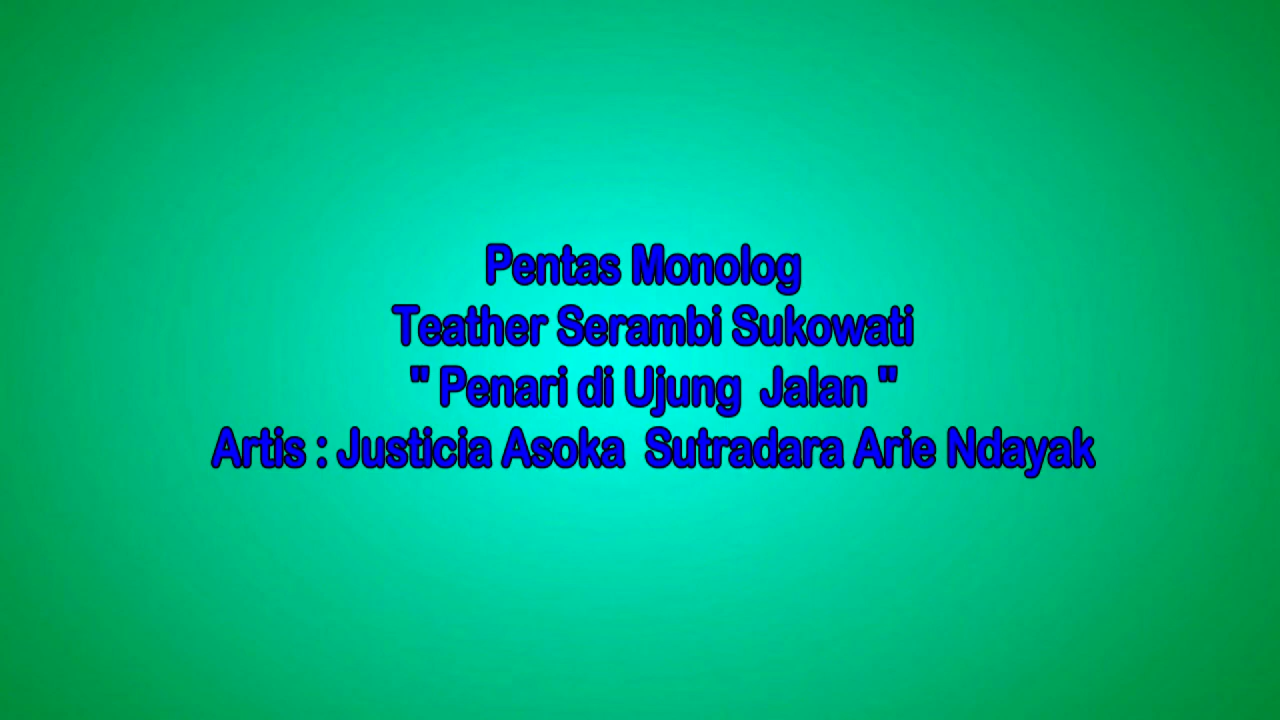 Pentas Monolog
Teather Serambi Sukowati
" Penari di Ujung  Jalan "
Artis : Justicia Asoka  Sutradara Arie Ndayak